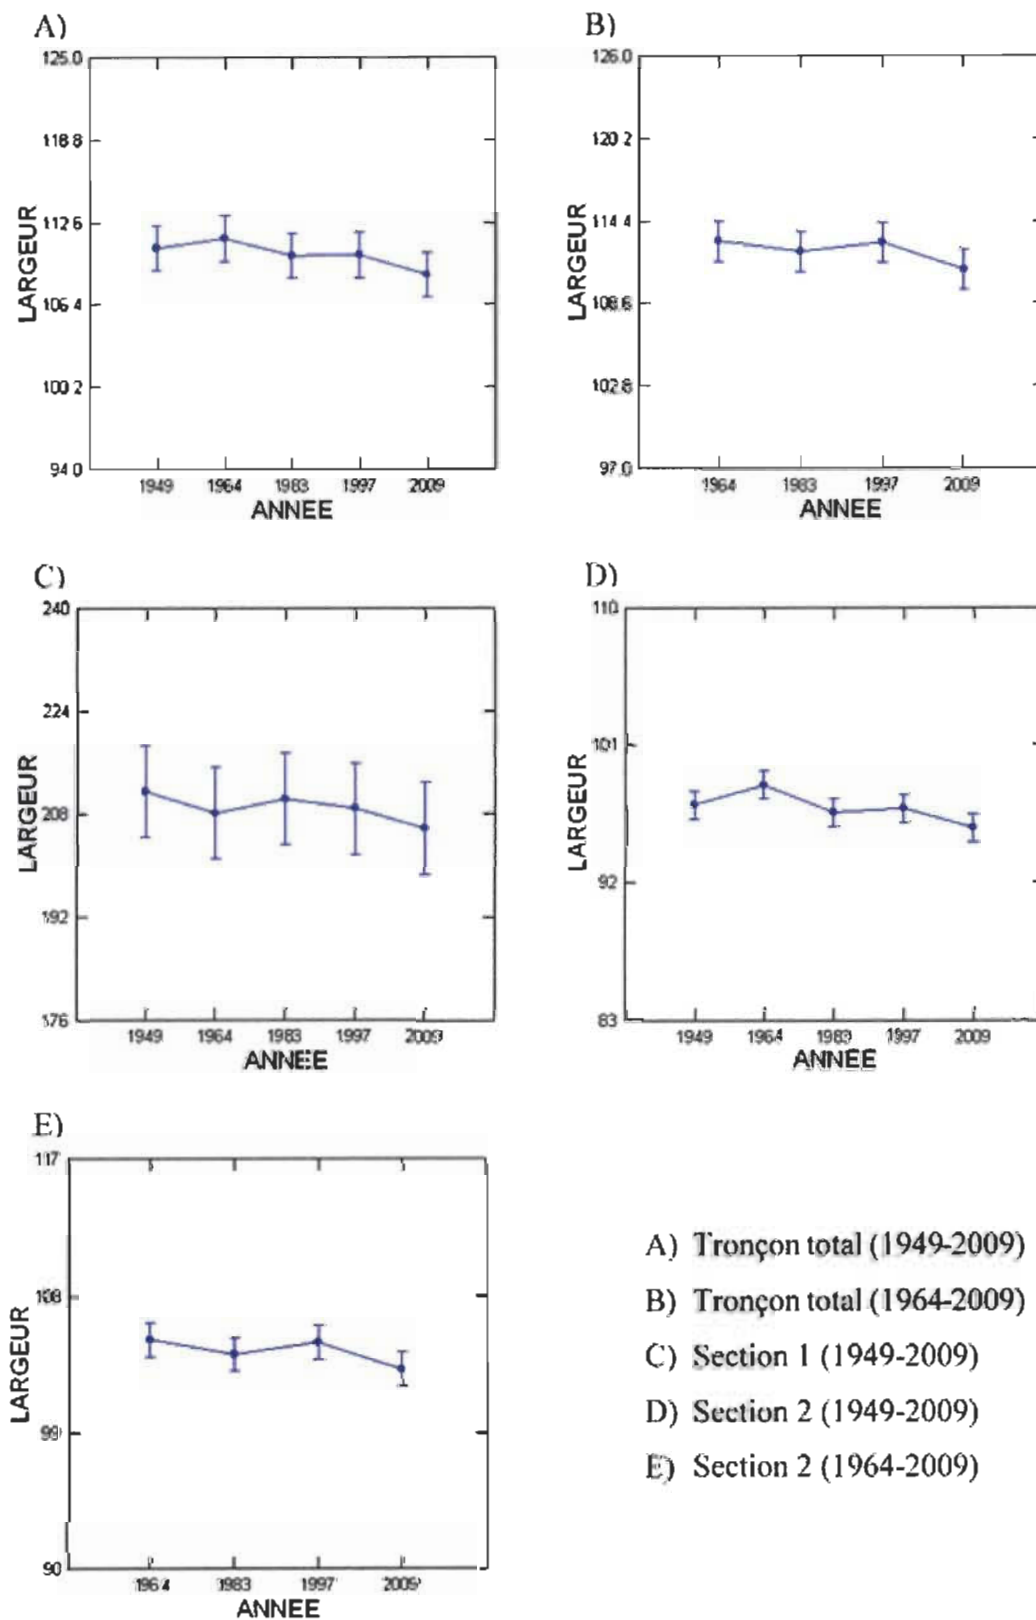 A)
125.0
118.8
112.6
106.4
100.2
94.0
LARGEUR
1949 1964 1983 1997 2009
ANNEE
B)
126.0
120.2
114.4
108.6
102.8
97.0
LARGEUR
1964 1983 1997 2009
ANNEE
C)
240
224
208
192
176
LARGEUR
1949 1964 1983 1997 2009
ANNEE
D)
110
101
92
83
LARGEUR
1949 1964 1983 1997 2009
ANNEE
E)
117
108
99
90
LARGEUR
1964 1983 1997 2009
ANNEE
A) Tronçon total (1949-2009)
B) Tronçon total (1964-2009)
C) Section 1 (1949-2009)
D) Section 2 (1949-2009)
E) Section 2 (1964-2009)